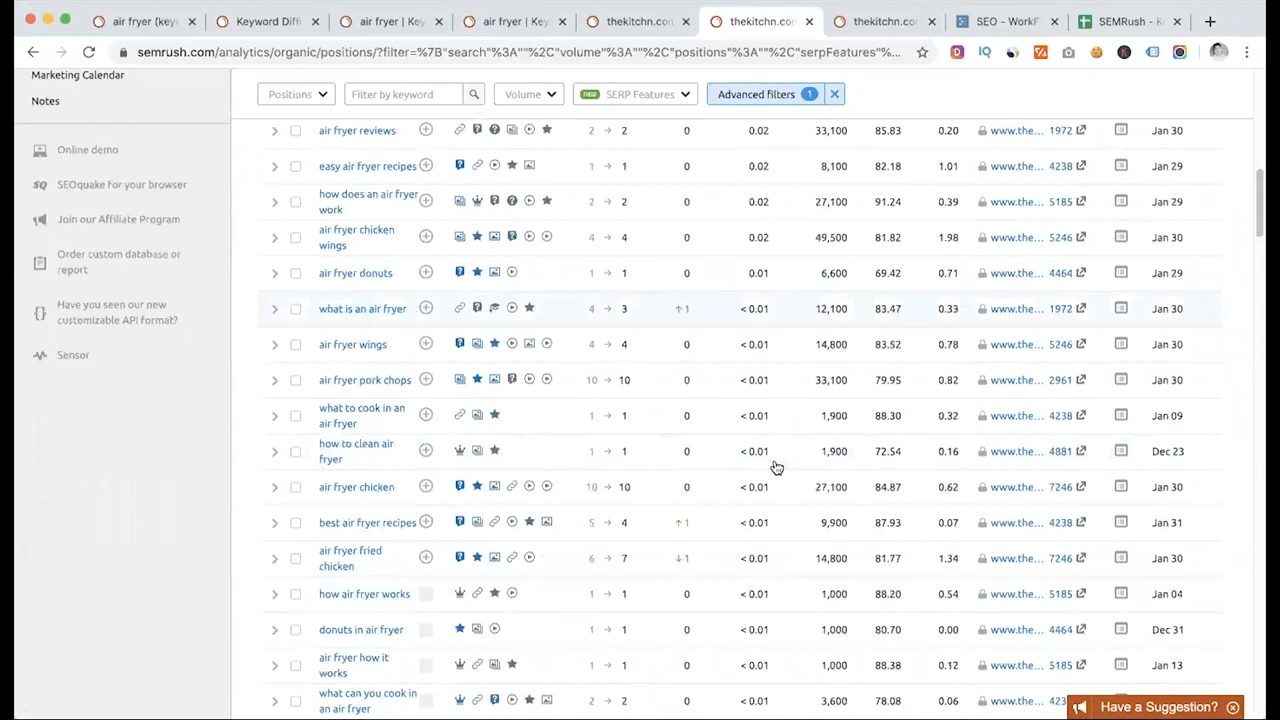 air fryer (key
Keyword Diffi
air fryer | Key
air fryer | Key
thekitchn.con
thekitchn.con
thekitchn.con
SEO - WorkF
SEMRush - K
semrush.com/analytics/organic/positions/?filter=%7B"search"%3A""%2C"volume"%3A""%2C"positions"%3A""%2C"serpFeatures"%...
Marketing Calendar
Notes
Online demo
SEOquake for your browser
Join our Affiliate Program
Order custom database or
report
Have you seen our new
customizable API format?
Sensor
Positions Filter by keyword Volume NEW SERP Features Advanced filters 1
air fryer reviews 2 → 2 0 0.02 33,100 85.83 0.20 www.the... 1972 Jan 30
easy air fryer recipes 1 → 1 0 0.02 8,100 82.18 1.01 www.the... 4238 Jan 29
how does an air fryer
work 2 → 2 0 0.02 27,100 91.24 0.39 www.the... 5185 Jan 29
air fryer chicken
wings 4 → 4 0 0.02 49,500 81.82 1.98 www.the... 5246 Jan 30
air fryer donuts 1 → 1 0 0.01 6,600 69.42 0.71 www.the... 4464 Jan 29
what is an air fryer 4 → 3 ↑ 1 < 0.01 12,100 83.47 0.33 www.the... 1972 Jan 30
air fryer wings 4 → 4 0 < 0.01 14,800 83.52 0.78 www.the... 5246 Jan 30
air fryer pork chops 10 → 10 0 < 0.01 33,100 79.95 0.82 www.the... 2961 Jan 30
what to cook in an
air fryer 1 → 1 0 < 0.01 1,900 88.30 0.32 www.the... 4238 Jan 09
how to clean air
fryer 1 → 1 0 < 0.01 1,900 72.54 0.16 www.the... 4881 Dec 23
air fryer chicken 10 → 10 0 < 0.01 27,100 84.87 0.62 www.the... 7246 Jan 30
best air fryer recipes 5 → 4 ↑ 1 < 0.01 9,900 87.93 0.07 www.the... 4238 Jan 31
air fryer fried
chicken 6 → 7 ↓ 1 < 0.01 14,800 81.77 1.34 www.the... 7246 Jan 30
how air fryer works 1 → 1 0 < 0.01 1,000 88.20 0.54 www.the... 5185 Jan 04
donuts in air fryer 1 → 1 0 < 0.01 1,000 80.70 0.00 www.the... 4464 Dec 31
air fryer how it
works 1 → 1 0 < 0.01 1,000 88.38 0.12 www.the... 5185 Jan 13
what can you cook in
an air fryer 2 → 2 0 < 0.01 3,600 78.08 0.06 www.the... 423
Have a Suggestion?